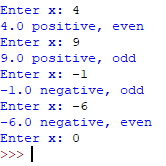 Enter x: 4
4.0 positive, even
Enter x: 9
9.0 positive, odd
Enter x: -1
-1.0 negative, odd
Enter x: -6
-6.0 negative, even
Enter x: 0
>>>